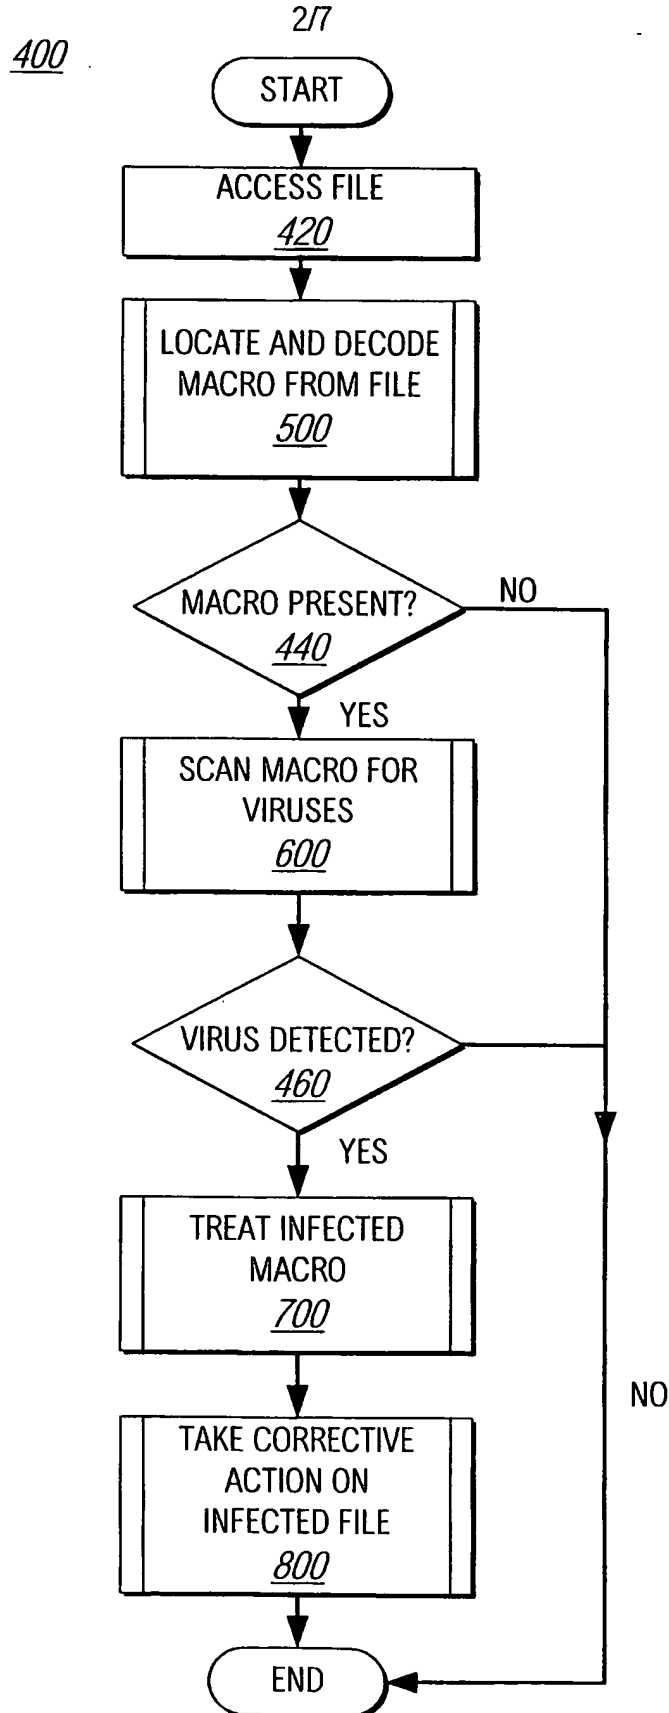 2/7
400
START
ACCESS FILE
420
LOCATE AND DECODE
MACRO FROM FILE
500
MACRO PRESENT?
440
NO
YES
SCAN MACRO FOR
VIRUSES
600
VIRUS DETECTED?
460
YES
TREAT INFECTED
MACRO
700
NO
TAKE CORRECTIVE
ACTION ON
INFECTED FILE
800
END